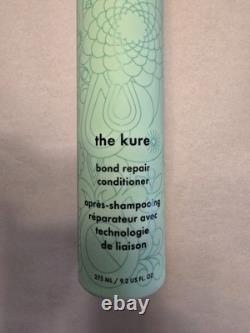 the kure
bond repair
conditioner
après-shampooing
réparateur avec
technologie
de liaison
275 ML / 9.2 US FL OZ